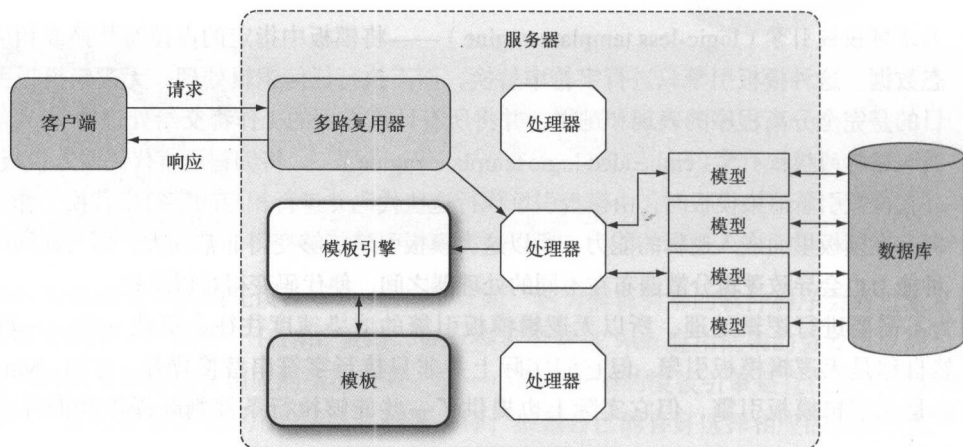 服务器
客户端
请求
响应
多路复用器
处理器
模型
模板引擎
处理器
模型
模型
数据库
模板
处理器
模型